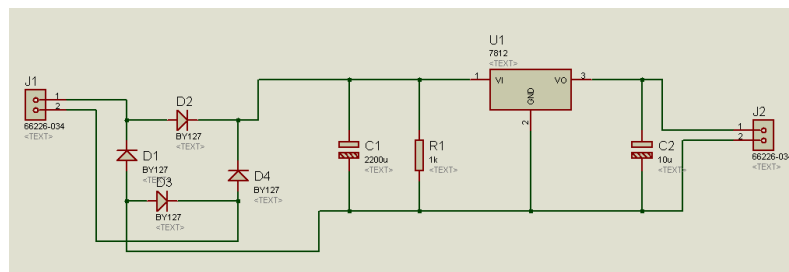 J1
1
2
66226-034
<TEXT>
D2
BY127
<TEXT>
D1
BY127
<TEXT>
D3
BY127
<TEXT>
D4
BY127
<TEXT>
C1
2200u
<TEXT>
R1
1k
<TEXT>
U1
7812
<TEXT>
1
VI
VO
3
GND
2
C2
10u
<TEXT>
J2
1
2
66226-034
<TEXT>